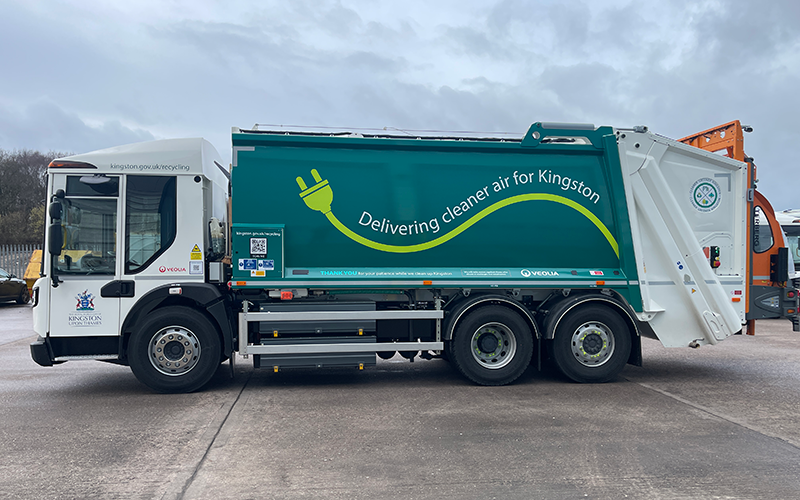 kingston.gov.uk/recycling
Delivering cleaner air for Kingston
kingston.gov.uk/recycling
VEOLIA
THANK YOU for your patience while we clean up Kingston
VEOLIA
KINGSTON
UPON THAMES